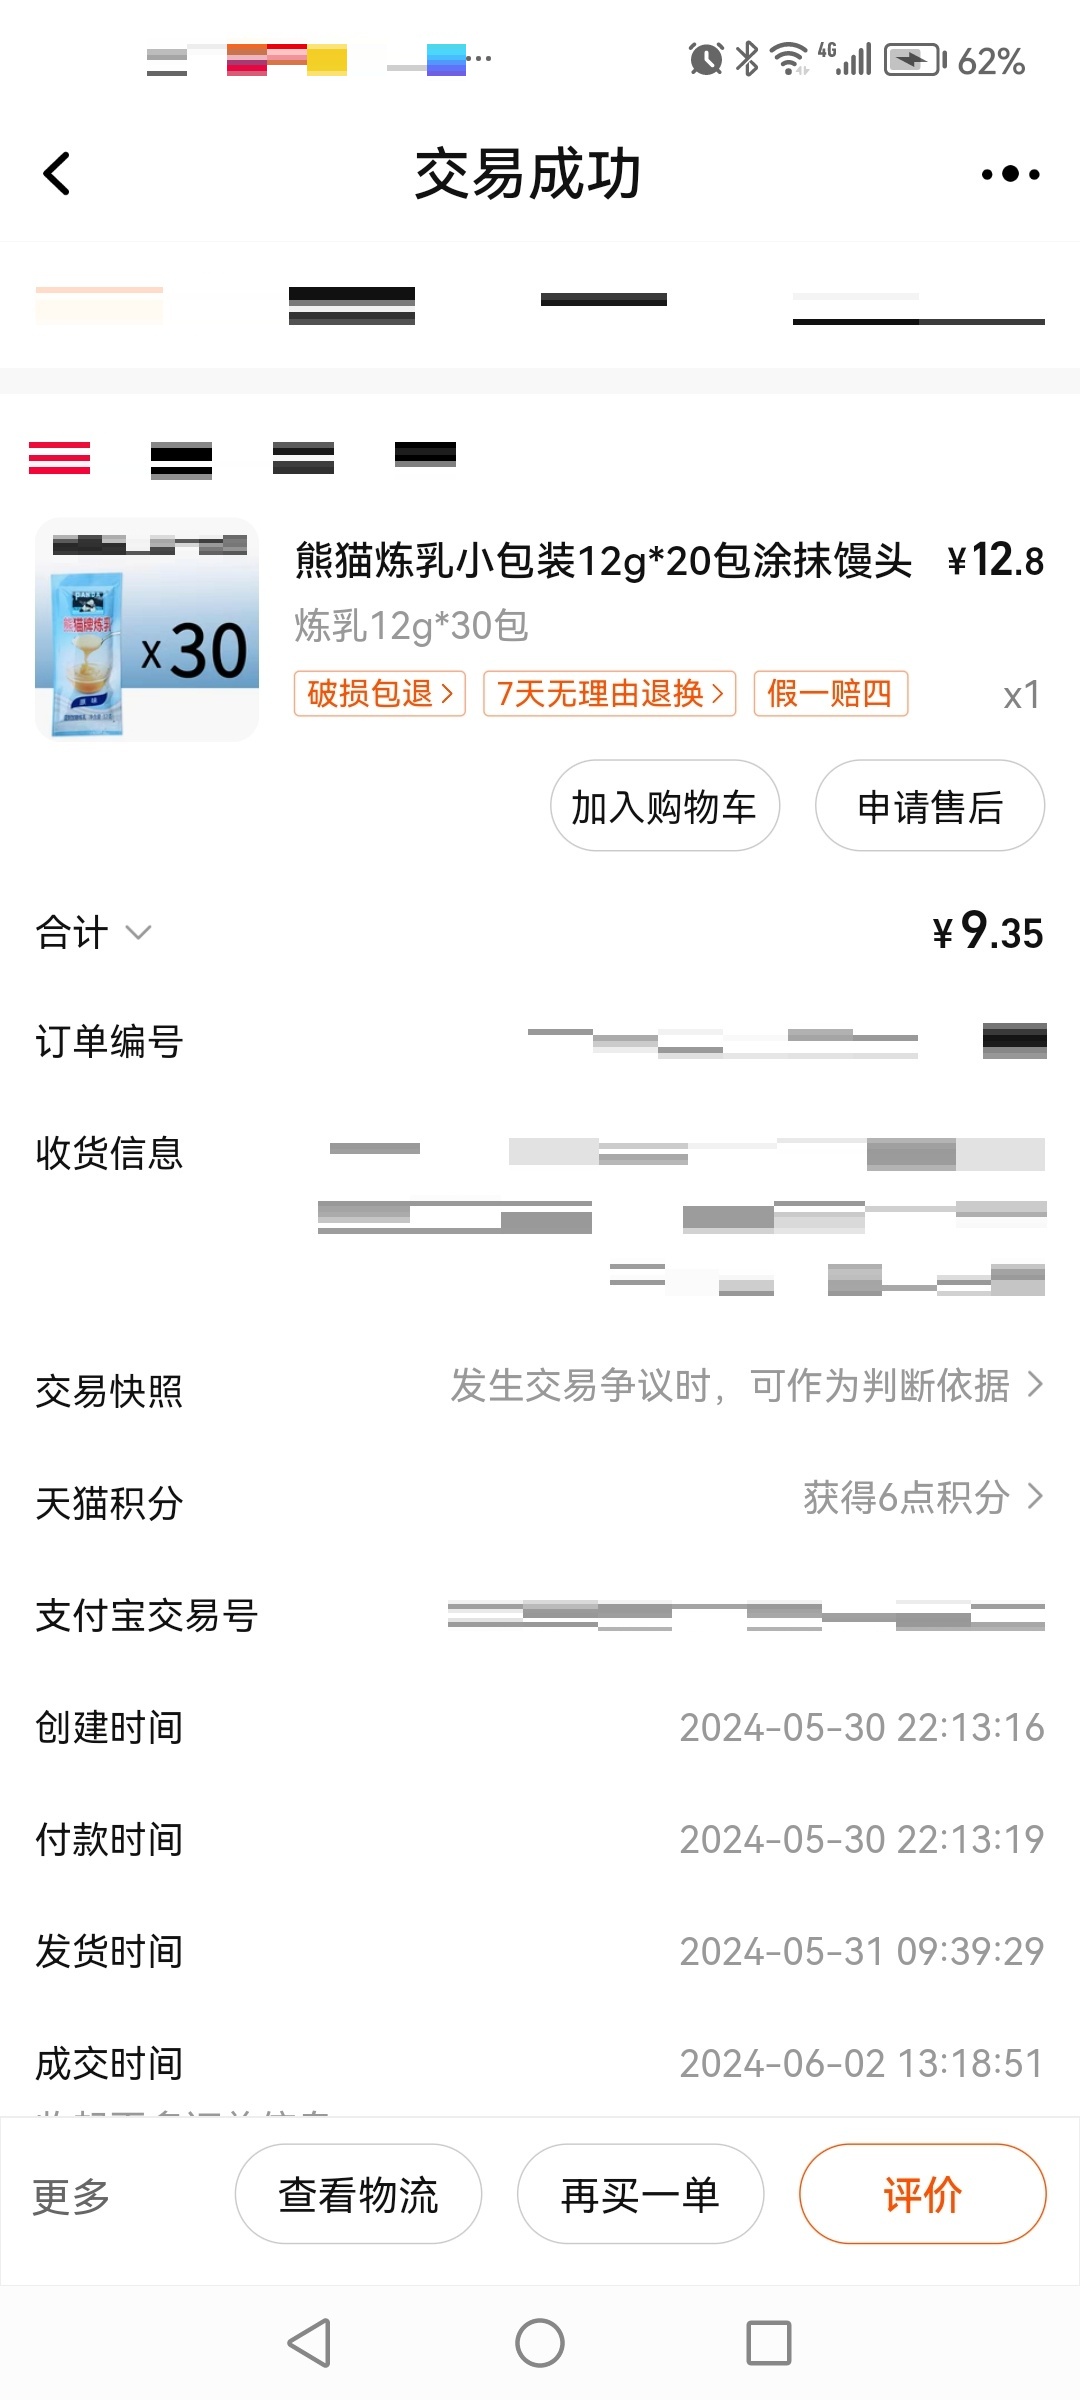 4G 62%
交易成功
熊猫炼乳小包装12g*20包涂抹馒头 ¥12.8
炼乳12g*30包
熊猫牌炼乳
x30
破损包退 7天无理由退换 假一赔四 x1
加入购物车 申请售后
合计 ¥9.35
订单编号
收货信息
交易快照 发生交易争议时，可作为判断依据
天猫积分 获得6点积分
支付宝交易号
创建时间 2024-05-30 22:13:16
付款时间 2024-05-30 22:13:19
发货时间 2024-05-31 09:39:29
成交时间 2024-06-02 13:18:51
更多 查看物流 再买一单 评价